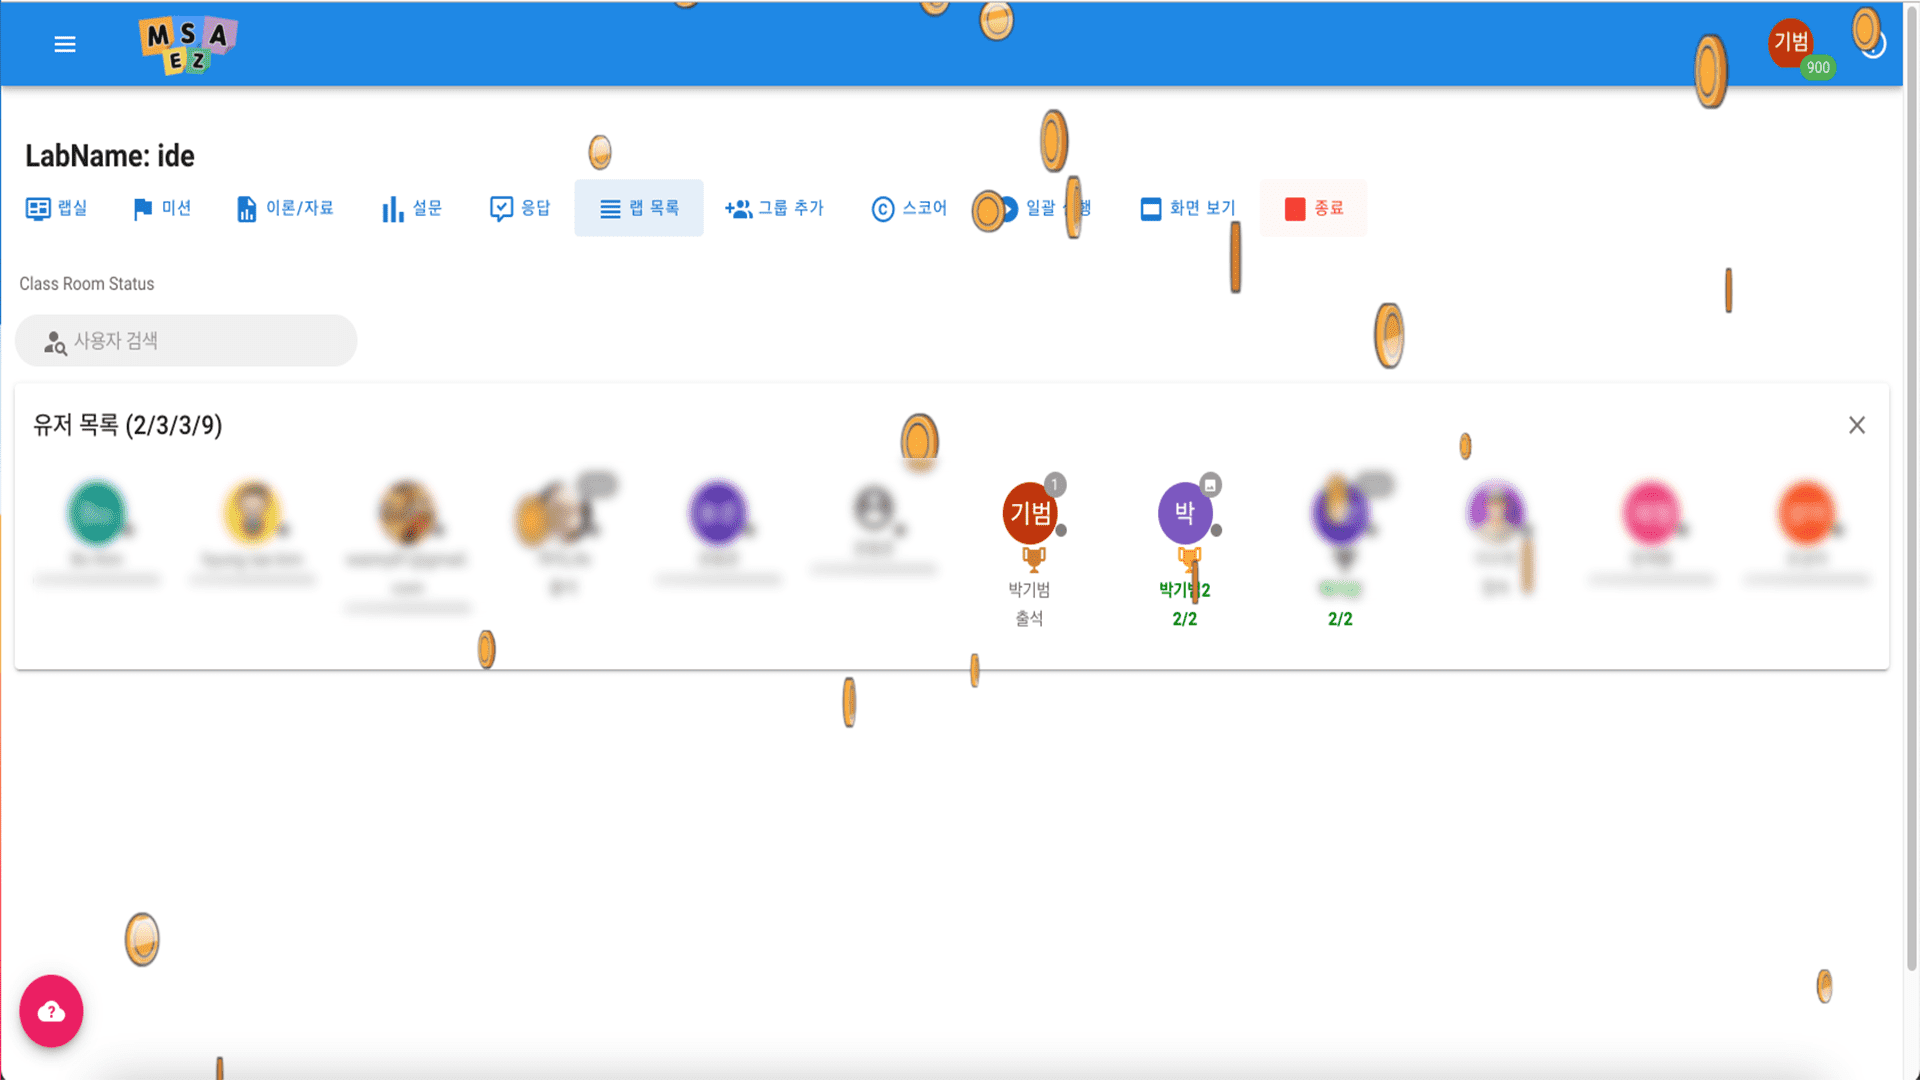 MSA
EZ
기범
900
LabName: ide
랩실
미션
이론/자료
설문
응답
랩 목록
그룹 추가
스코어
일괄
행
화면 보기
종료
Class Room Status
사용자 검색
유저 목록 (2/3/3/9)
기범
1
박
박기범
박기범2
출석
2/2
2/2